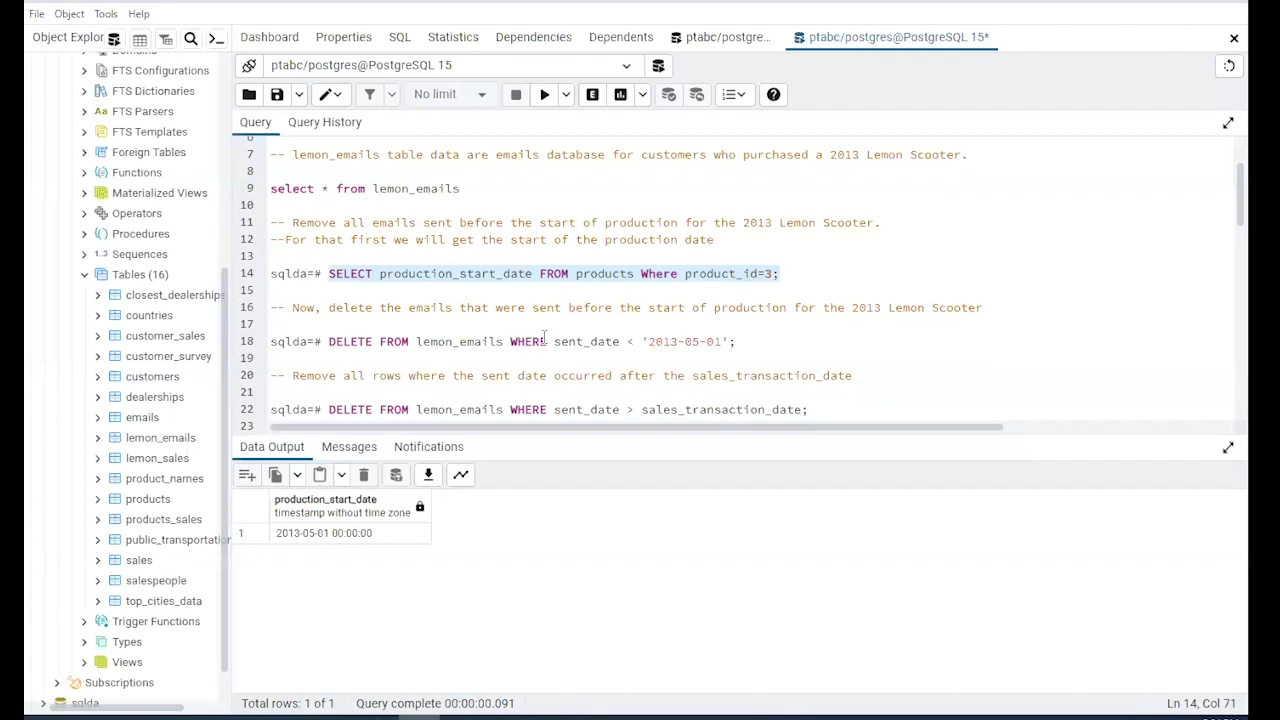 File Object Tools Help
Object Explor
Dashboard Properties SQL Statistics Dependencies Dependents ptabc/postgre... ptabc/postgres@PostgreSQL 15*
ptabc/postgres@PostgreSQL 15
No limit
Query Query History
FTS Configurations
FTS Dictionaries
Aa FTS Parsers
FTS Templates
Foreign Tables
Functions
Materialized Views
Operators
Procedures
1..3 Sequences
Tables (16)
closest_dealerships
countries
customer_sales
customer_survey
customers
dealerships
emails
lemon_emails
lemon_sales
product_names
products
products_sales
public_transportation
sales
salespeople
top_cities_data
Trigger Functions
Types
Views
Subscriptions
sqlda
6
7 -- lemon_emails table data are emails database for customers who purchased a 2013 Lemon Scooter.
8
9 select * from lemon_emails
10
11 -- Remove all emails sent before the start of production for the 2013 Lemon Scooter.
12 --For that first we will get the start of the production date
13
14 sqlda=# SELECT production_start_date FROM products Where product_id=3;
15
16 -- Now, delete the emails that were sent before the start of production for the 2013 Lemon Scooter
17
18 sqlda=# DELETE FROM lemon_emails WHERE sent_date < '2013-05-01';
19
20 -- Remove all rows where the sent date occurred after the sales_transaction_date
21
22 sqlda=# DELETE FROM lemon_emails WHERE sent_date > sales_transaction_date;
23
Data Output Messages Notifications
production_start_date
timestamp without time zone
1 2013-05-01 00:00:00
Total rows: 1 of 1 Query complete 00:00:00.091 Ln 14, Col 71